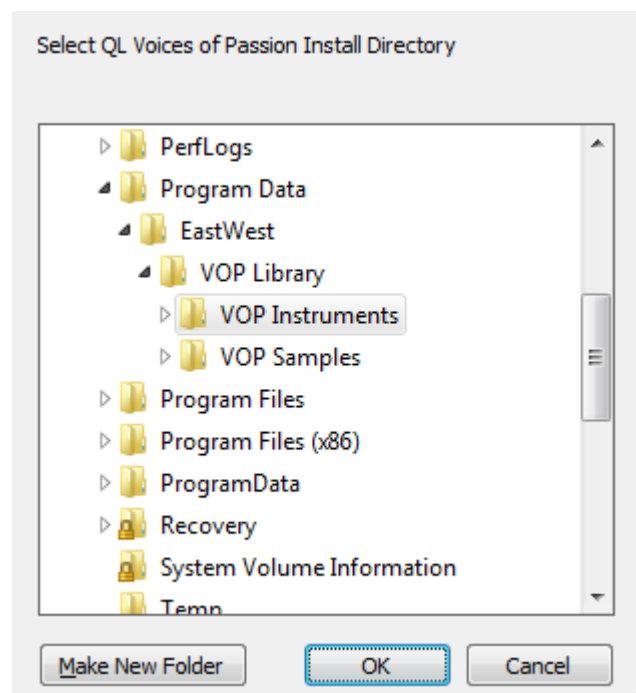 Select QL Voices of Passion Install Directory
PerfLogs
Program Data
EastWest
VOP Library
VOP Instruments
VOP Samples
Program Files
Program Files (x86)
ProgramData
Recovery
System Volume Information
Temp
Make New Folder
OK
Cancel